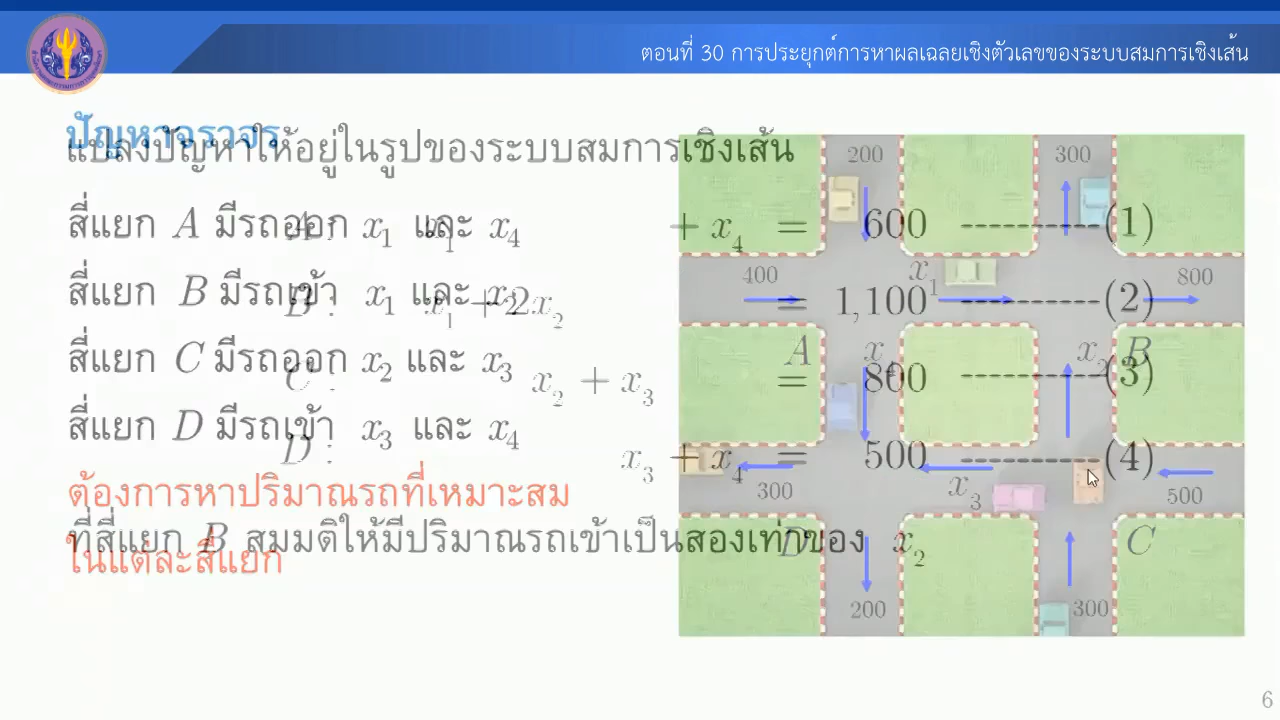 ตอนที่ 30 การประยุกต์การหาผลเฉลยเชิงตัวเลขของระบบสมการเชิงเส้น
ปัญหาจราจร
แปลงปัญหาให้อยู่ในรูปของระบบสมการเชิงเส้น
สี่แยก A มีรถออก x₁ และ x₄
สี่แยก B มีรถเข้า x₁ และ x₂
สี่แยก C มีรถออก x₂ และ x₃
สี่แยก D มีรถเข้า x₃ และ x₄
ต้องการหาปริมาณรถที่เหมาะสม
ในแต่ละสี่แยก
A : x₁ + x₄ = 600 ----------(1)
B : x₁ + 2x₂ = 1,100 ----------(2)
C : x₂ + x₃ = 800 ----------(3)
D : x₃ + x₄ = 500 ----------(4)
ที่สี่แยก B สมมติให้มีปริมาณรถเข้าเป็นสองเท่าของ x₂
200
300
400
x₁
800
A
x₄
x₂
B
300
x₃
500
D
C
200
300
6